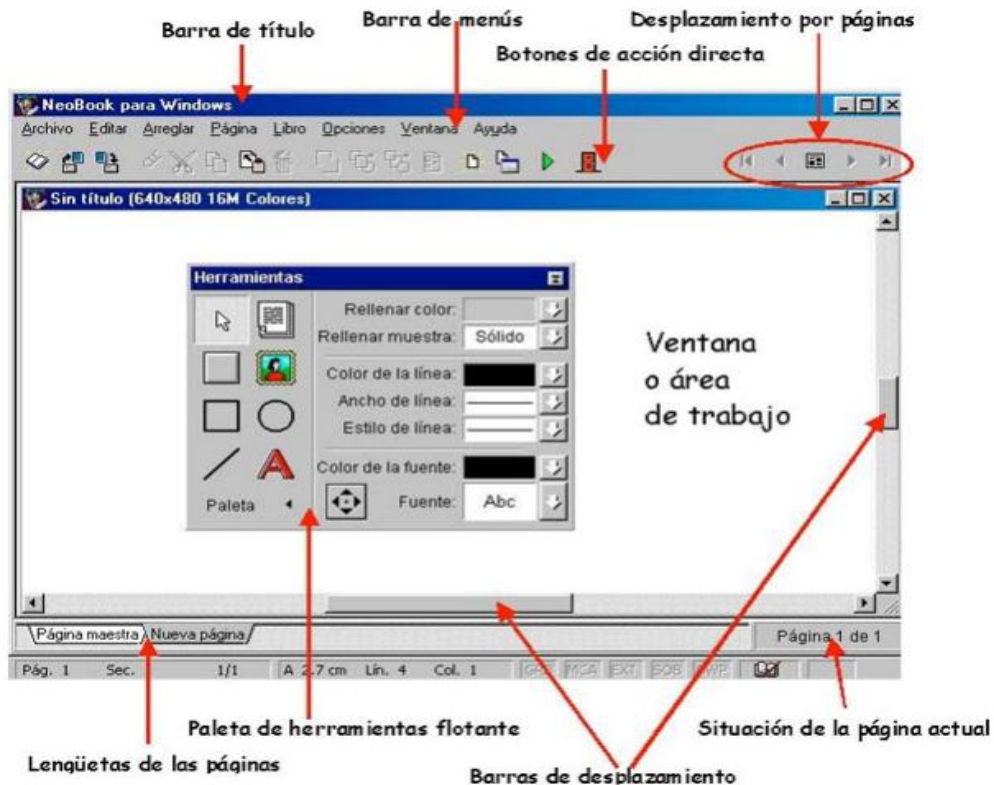 Barra de título
Barra de menús
Desplazamiento por páginas
Botones de acción directa
NeoBook para Windows
Archivo Editar Arreglar Página Libro Opciones Ventana Ayuda
Sin título (640x480 16M Colores)
Herramientas
Rellenar color:
Rellenar muestra: Sólido
Color de la línea:
Ancho de línea:
Estilo de línea:
Color de la fuente:
Paleta
Fuente: Abc
Ventana
o área
de trabajo
Página maestra Nueva página
Página 1 de 1
Pág. 1 Sec. 1/1 A 2.7 cm Lín. 4 Col. 1 MCA EXT SOB
Paleta de herramientas flotante
Situación de la página actual
Lengüetas de las páginas
Barras de desplazamiento